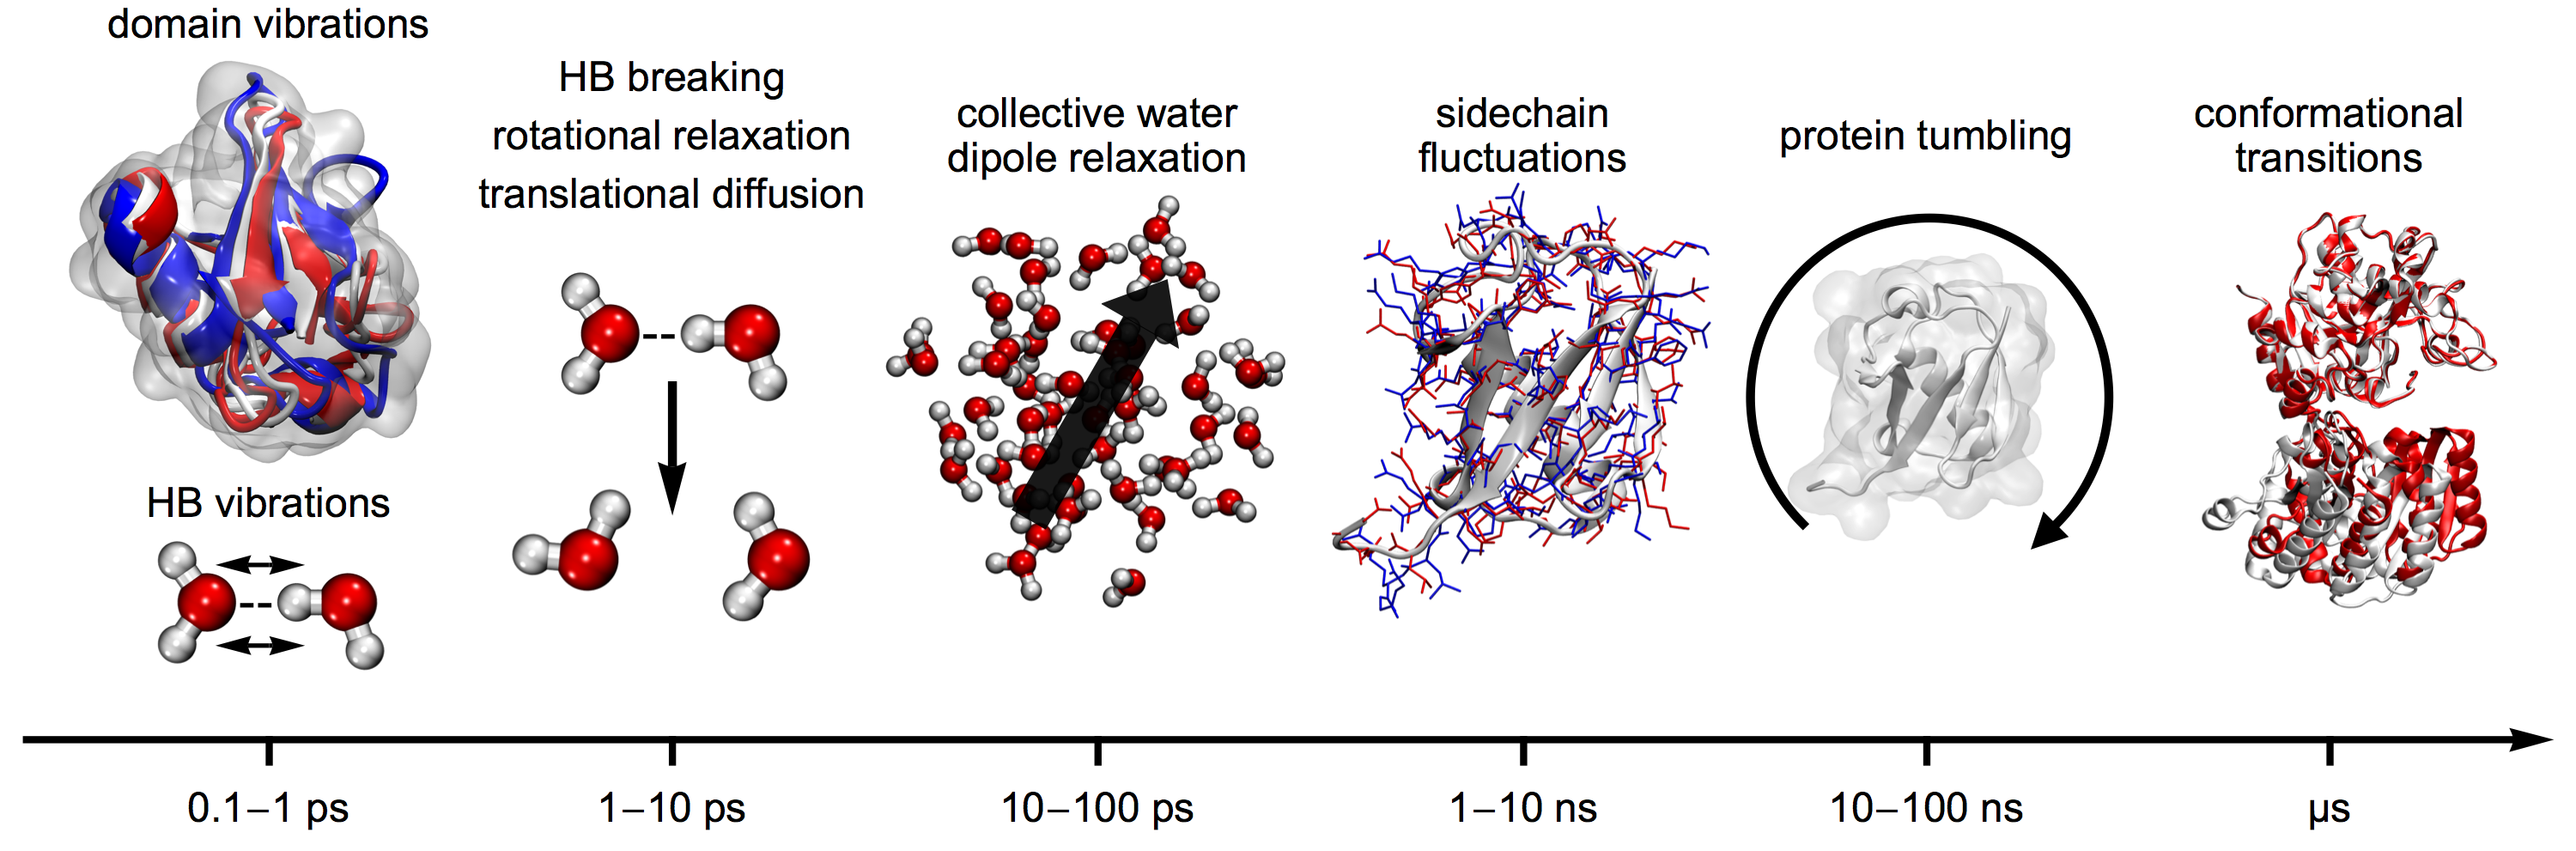 domain vibrations
HB vibrations
HB breaking
rotational relaxation
translational diffusion
collective water
dipole relaxation
sidechain
fluctuations
protein tumbling
conformational
transitions
0.1–1 ps
1–10 ps
10–100 ps
1–10 ns
10–100 ns
μs